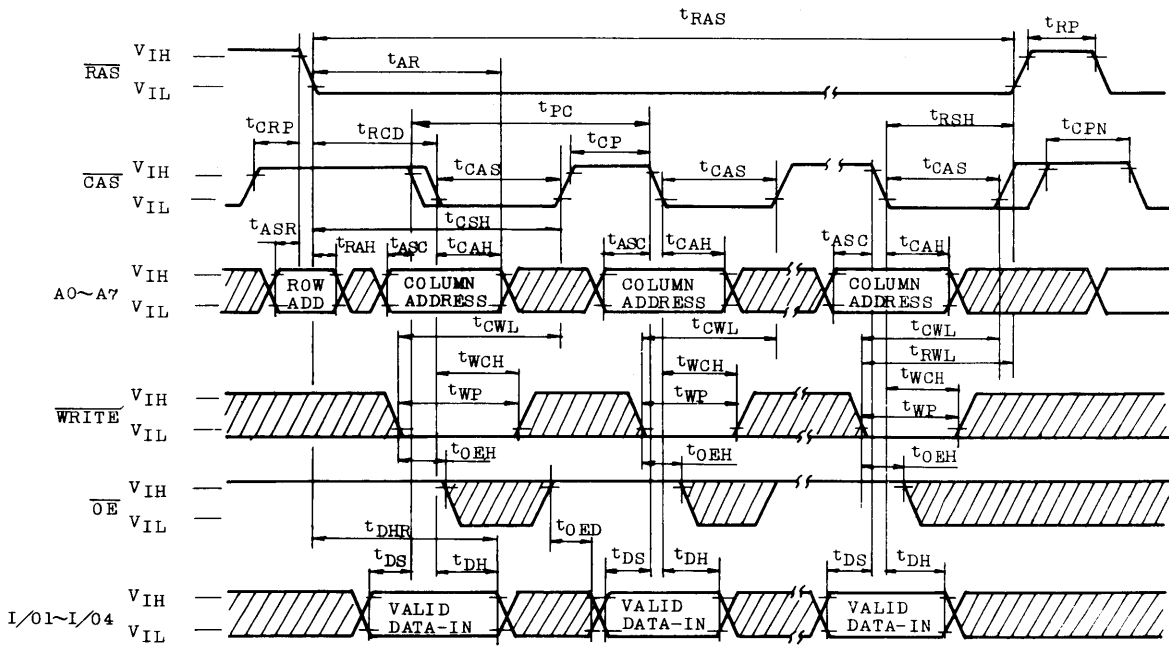 tRAS
tRP
VIH
RAS
VIL
tAR
tPC
tCRP
tRCD
tCP
tRSH
tCPN
VIH
CAS
VIL
tCAS
tCAS
tCAS
tCSH
tASR
tRAH
tASC
tCAH
tASC
tCAH
tASC
tCAH
VIH
A0~A7
VIL
ROW
ADD
COLUMN
ADDRESS
COLUMN
ADDRESS
COLUMN
ADDRESS
tCWL
tCWL
tCWL
tRWL
tWCH
tWCH
tWCH
VIH
WRITE
VIL
tWP
tWP
tWP
tOEH
tOEH
tOEH
VIH
OE
VIL
tDHR
tOED
tDS
tDH
tDS
tDH
tDS
tDH
VIH
I/01~I/04
VIL
VALID
DATA-IN
VALID
DATA-IN
VALID
DATA-IN